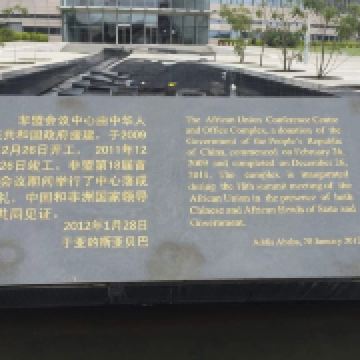 非盟会议中心由中华人
共和国政府援建，于2009
2月26日开工，2011年12
26日竣工。非盟第18届首
会议期间举行了中心落成
礼，中国和非洲国家领导
共同见证。
2012年1月28日
于亚的斯亚贝巴
The African Union Conference Centre
and Office Complex, a donation of the
Government of the People's Republic
of China, commenced on February 26,
2009 and completed on December 26,
2011. The complex is inaugurated
during the 18th summit meeting of the
African Union in the presence of both
Chinese and African Heads of State and
Government.
Addis Ababa, 28 January 2012